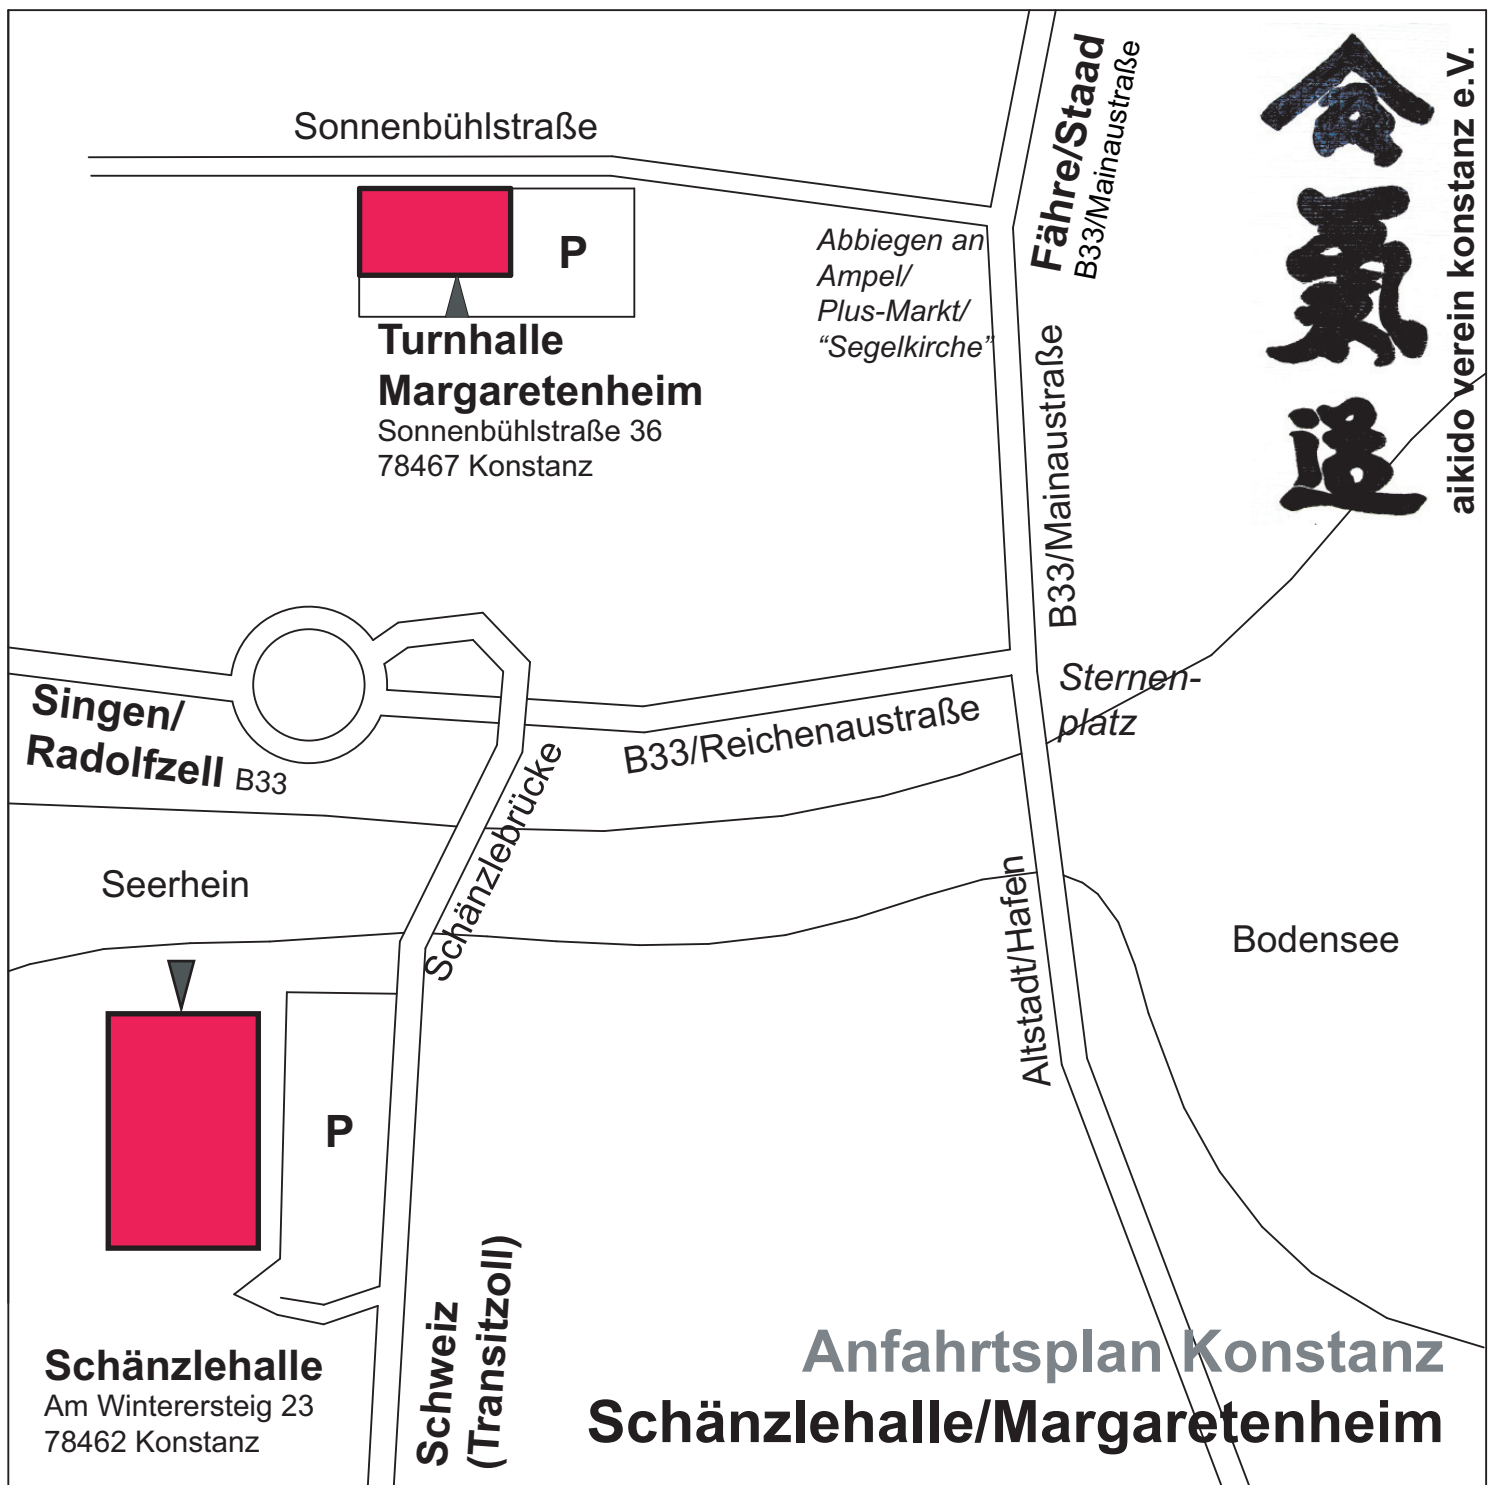 Sonnenbühlstraße
Fähre/Staad
B33/Mainaustraße
合氣道
aikido verein konstanz e.V.
P
Abbiegen an
Ampel/
Plus-Markt/
“Segelkirche”
Turnhalle
Margaretenheim
Sonnenbühlstraße 36
78467 Konstanz
B33/Mainaustraße
Singen/
Radolfzell B33
B33/Reichenaustraße
Sternen-
platz
Schänzlebrücke
Seerhein
Altstadt/Hafen
Bodensee
P
Schänzlehalle
Am Winterersteig 23
78462 Konstanz
Schweiz
(Transitzoll)
Anfahrtsplan Konstanz
Schänzlehalle/Margaretenheim